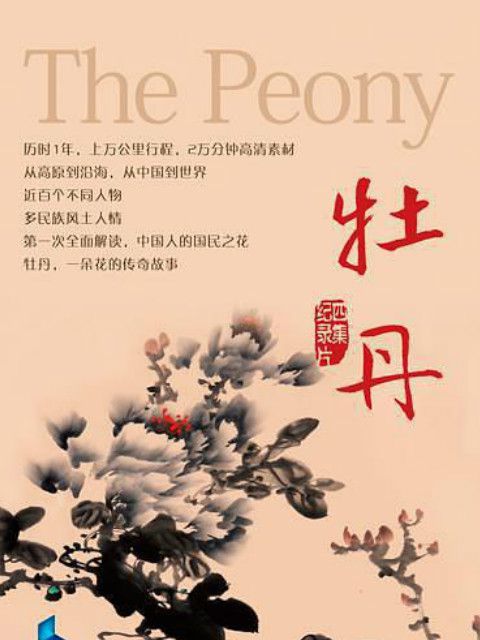 The Peony
历时1年，上万公里行程，2万分钟高清素材
从高原到沿海，从中国到世界
近百个不同人物
多民族风土人情
第一次全面解读，中国人的国民之花
牡丹，一朵花的传奇故事
牡丹
四集
纪录片